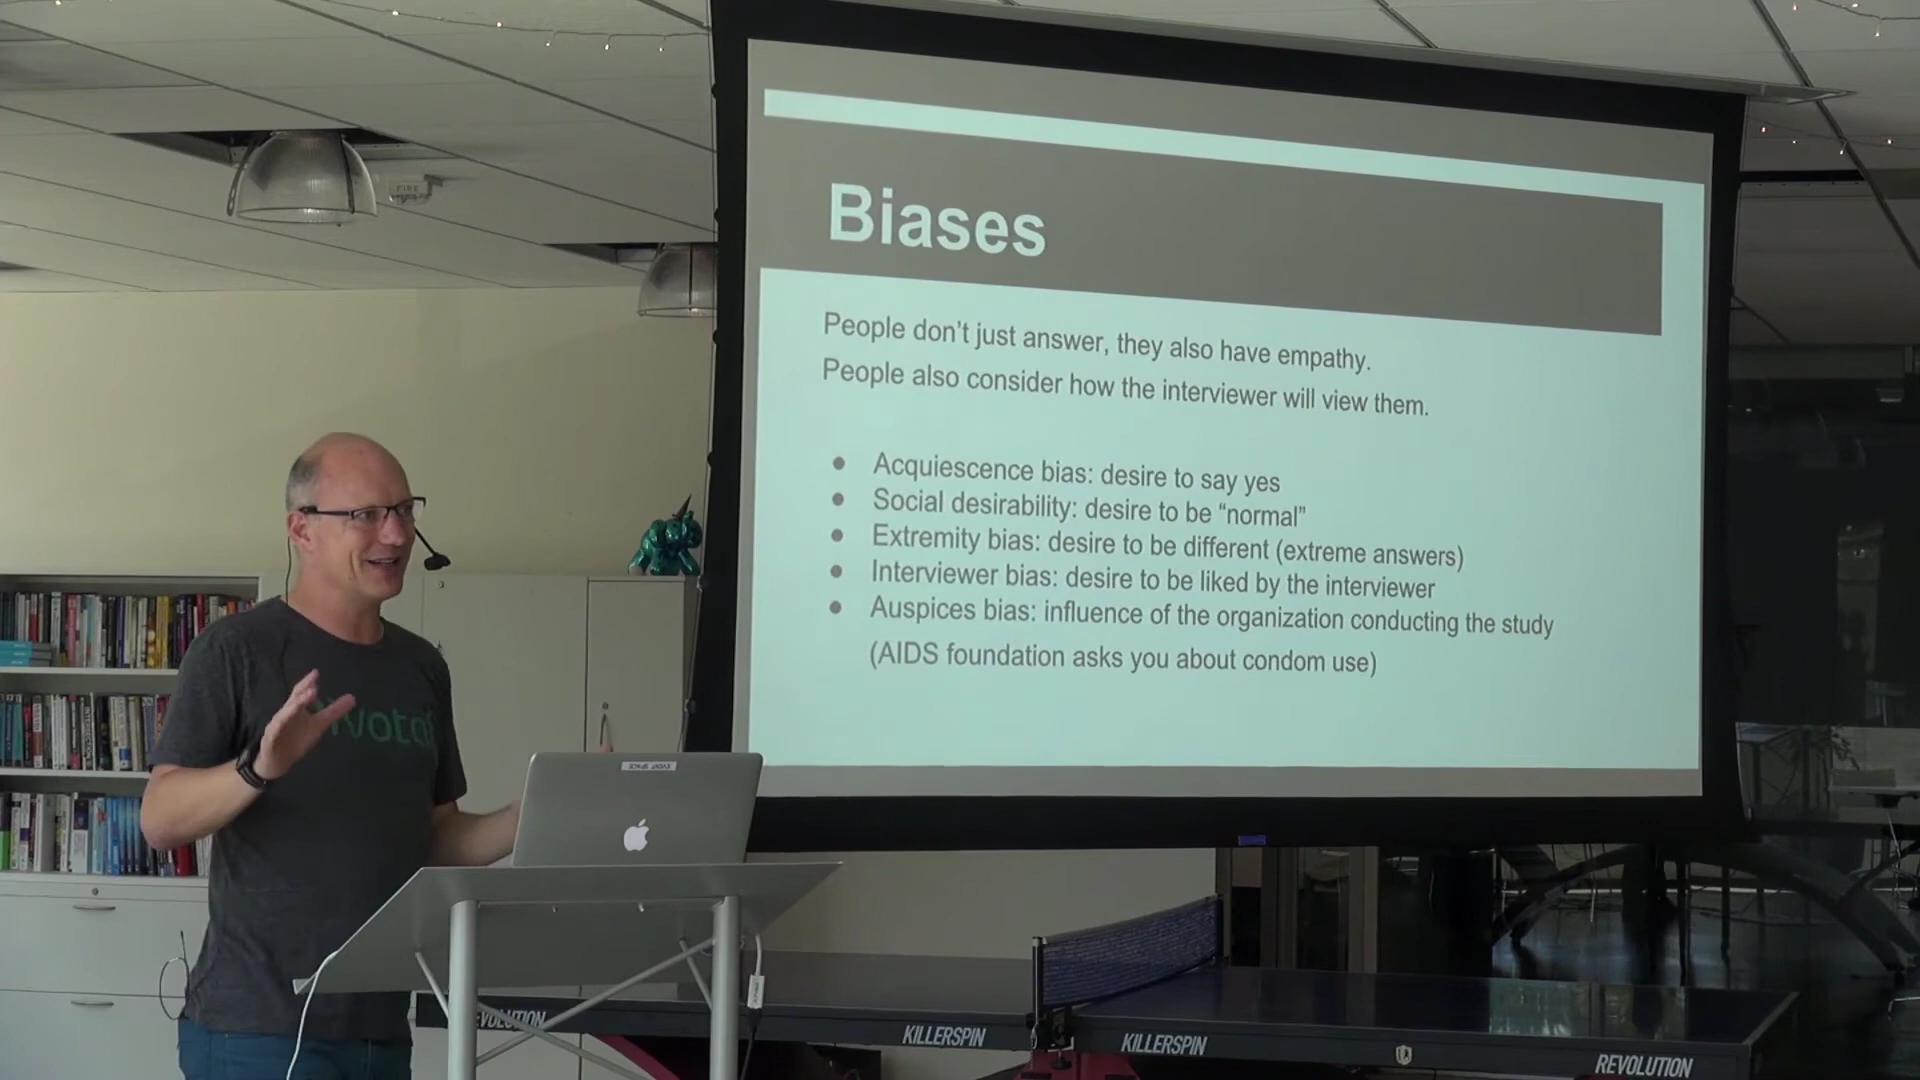 Biases
People don't just answer, they also have empathy.
People also consider how the interviewer will view them.
● Acquiescence bias: desire to say yes
● Social desirability: desire to be “normal”
● Extremity bias: desire to be different (extreme answers)
● Interviewer bias: desire to be liked by the interviewer
● Auspices bias: influence of the organization conducting the study
(AIDS foundation asks you about condom use)
FIRE
EVENT SPACE
KILLERSPIN
KILLERSPIN
REVOLUTION